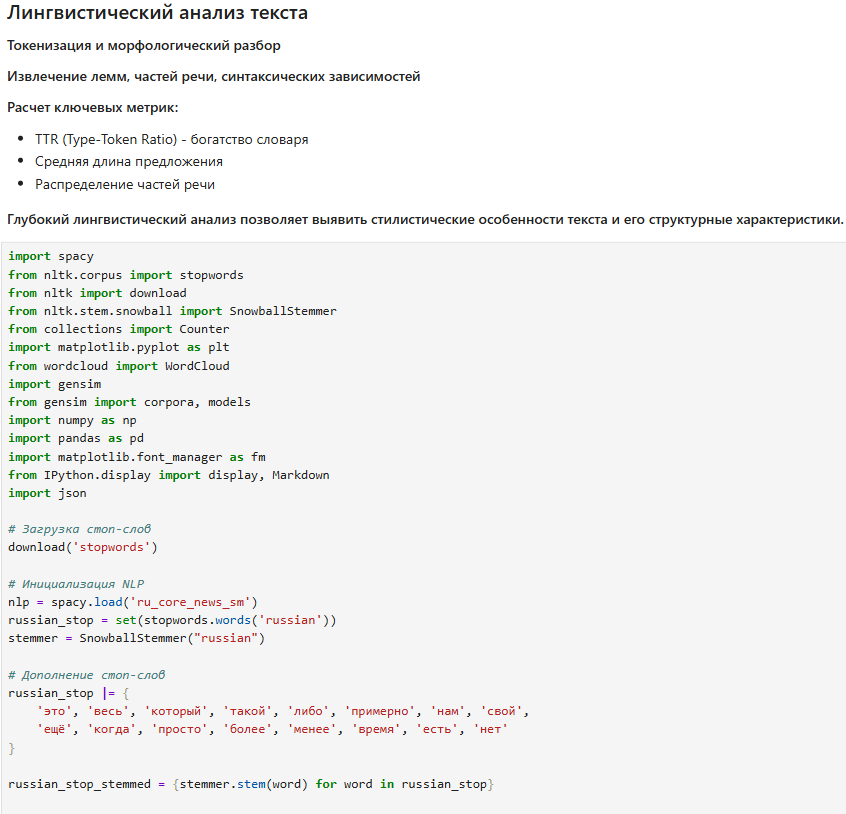 Лингвистический анализ текста
Токенизация и морфологический разбор
Извлечение лемм, частей речи, синтаксических зависимостей
Расчет ключевых метрик:
• TTR (Type-Token Ratio) - богатство словаря
• Средняя длина предложения
• Распределение частей речи
Глубокий лингвистический анализ позволяет выявить стилистические особенности текста и его структурные характеристики.
import spacy
from nltk.corpus import stopwords
from nltk import download
from nltk.stem.snowball import SnowballStemmer
from collections import Counter
import matplotlib.pyplot as plt
from wordcloud import WordCloud
import gensim
from gensim import corpora, models
import numpy as np
import pandas as pd
import matplotlib.font_manager as fm
from IPython.display import display, Markdown
import json
# Загрузка стоп-слов
download('stopwords')
# Инициализация NLP
nlp = spacy.load('ru_core_news_sm')
russian_stop = set(stopwords.words('russian'))
stemmer = SnowballStemmer("russian")
# Дополнение стоп-слов
russian_stop |= {
    'это', 'весь', 'который', 'такой', 'либо', 'примерно', 'нам', 'свой',
    'ещё', 'когда', 'просто', 'более', 'менее', 'время', 'есть', 'нет'
}
russian_stop_stemmed = {stemmer.stem(word) for word in russian_stop}